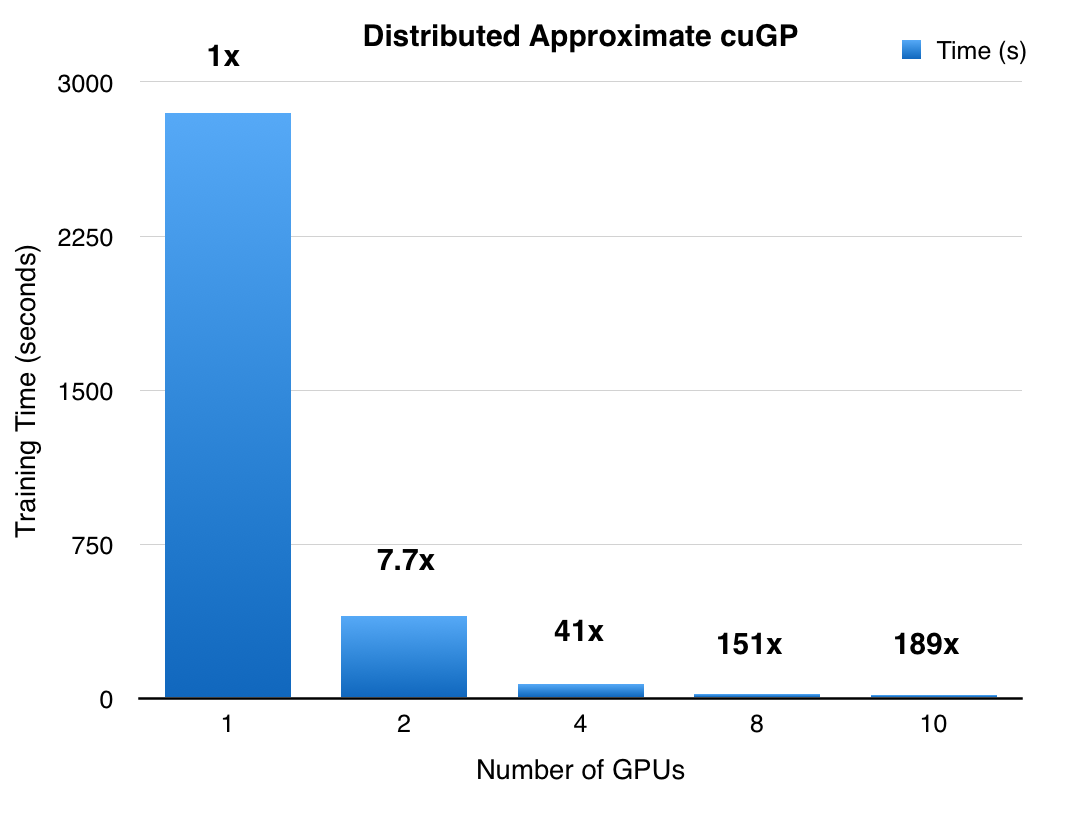 Distributed Approximate cuGP
Time (s)
1x
3000
2250
1500
750
0
Training Time (seconds)
7.7x
41x
151x
189x
1
2
4
8
10
Number of GPUs